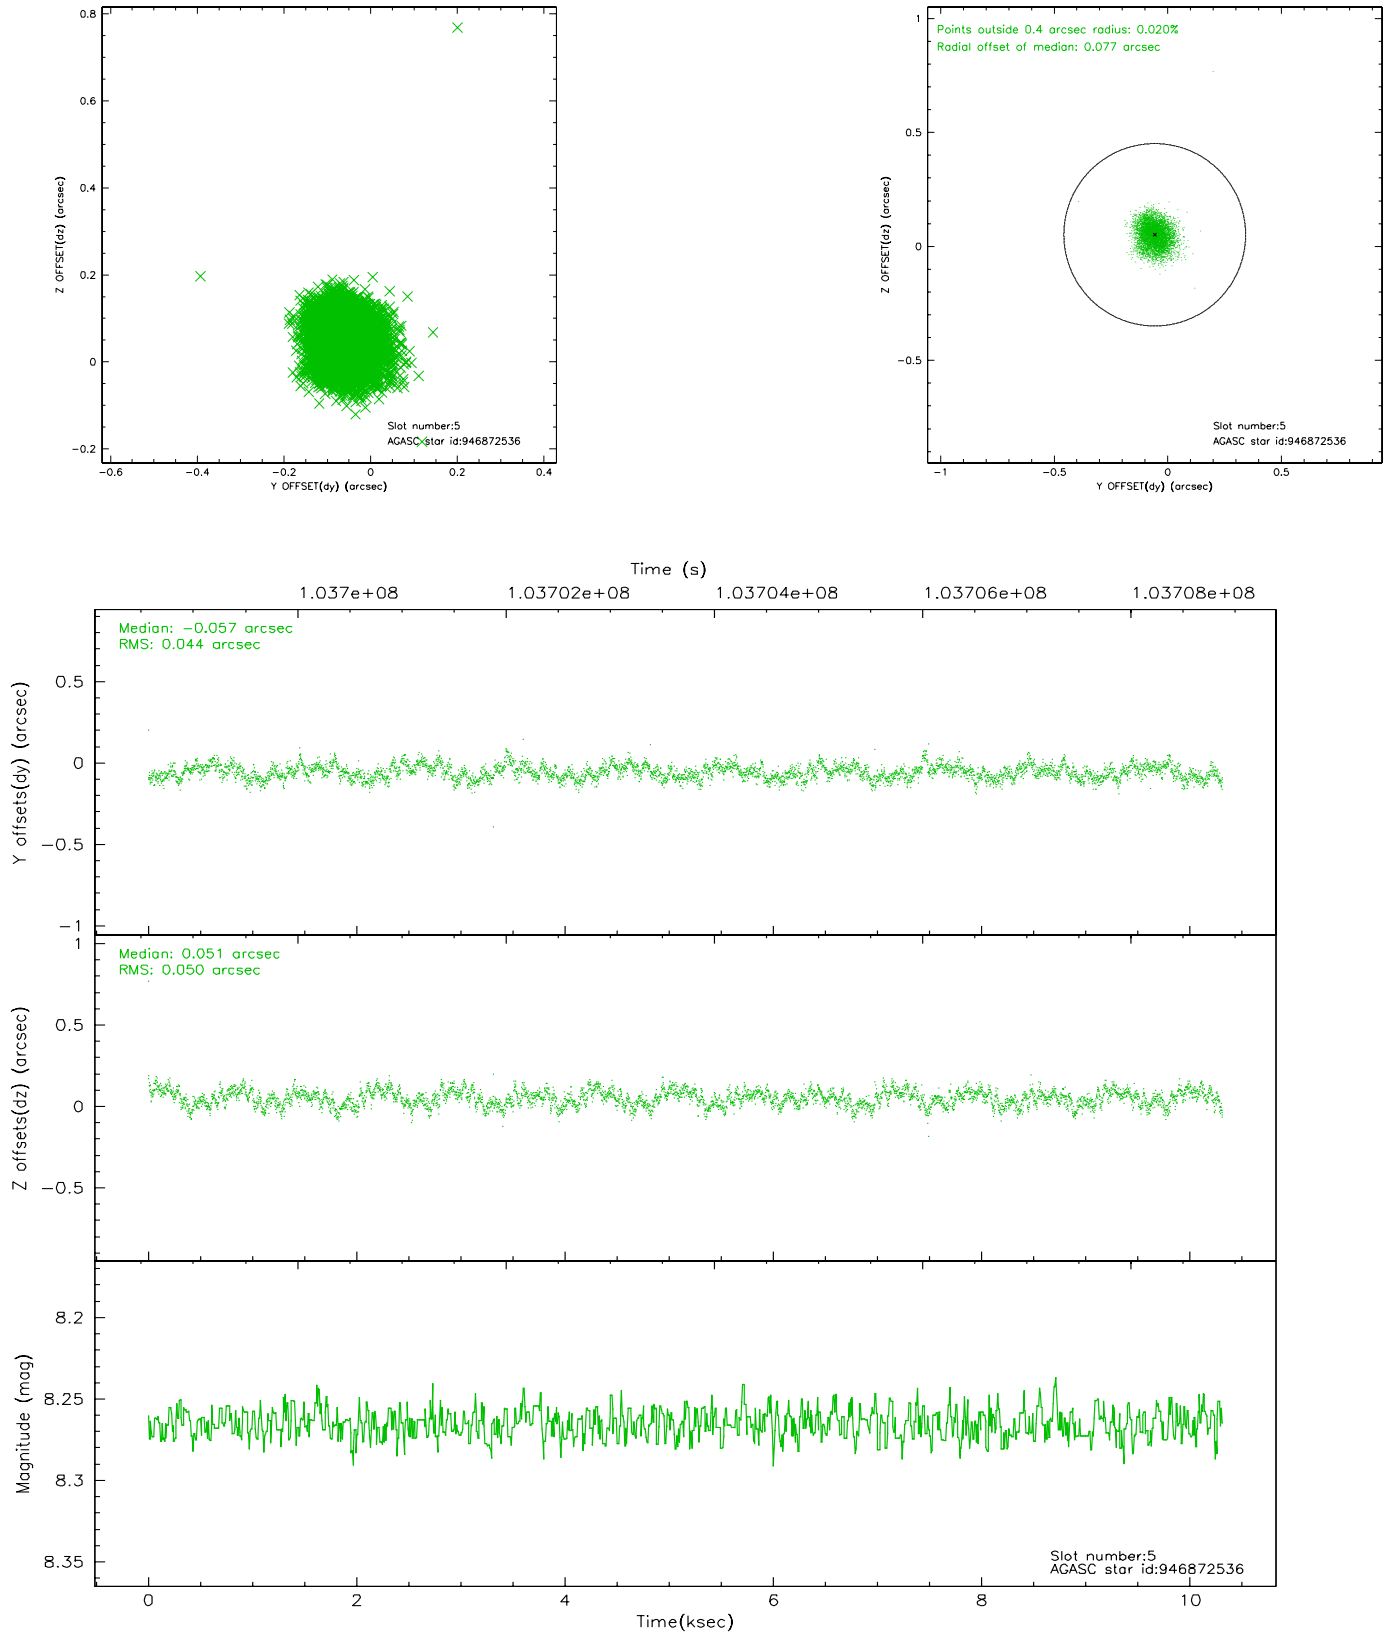 0.8
0.6
0.4
0.2
0
−0.2
−0.6
−0.4
−0.2
0
0.2
0.4
Z OFFSET(dz) (arcsec)
Y OFFSET(dy) (arcsec)
Slot number:5
AGASC star id:946872536
Points outside 0.4 arcsec radius: 0.020%
Radial offset of median: 0.077 arcsec
1
0.5
0
−0.5
−1
−0.5
0
0.5
Z OFFSET(dz) (arcsec)
Y OFFSET(dy) (arcsec)
Slot number:5
AGASC star id:946872536
Time (s)
1.037e+08
1.03702e+08
1.03704e+08
1.03706e+08
1.03708e+08
Median: −0.057 arcsec
RMS: 0.044 arcsec
0.5
0
−0.5
−1
Y offsets(dy) (arcsec)
Median: 0.051 arcsec
RMS: 0.050 arcsec
1
0.5
0
−0.5
Z offsets(dz) (arcsec)
8.2
8.25
8.3
8.35
Magnitude (mag)
Slot number:5
AGASC star id:946872536
0
2
4
6
8
10
Time(ksec)